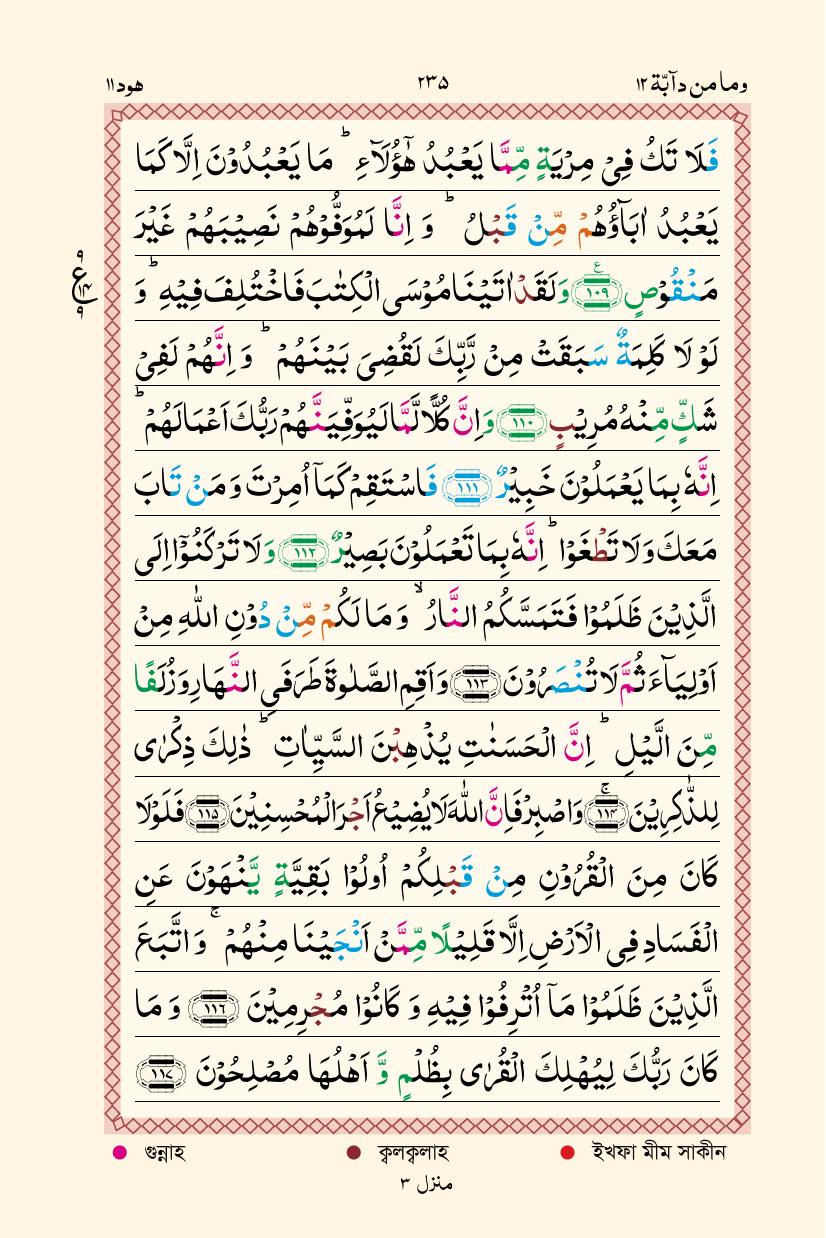 وما من دآبّة ١٢ ٢٣٥ هود ١١
فَلَا تَكُ فِىْ مِرْيَةٍ مِّمَّا يَعْبُدُ هٰٓؤُلَآءِ ؕ مَا يَعْبُدُوْنَ اِلَّا كَمَا
يَعْبُدُ اٰبَآؤُهُمْ مِّنْ قَبْلُ ؕ وَ اِنَّا لَمُوَفُّوْهُمْ نَصِيْبَهُمْ غَيْرَ
مَنْقُوْصٍ ﴿١٠٩﴾ وَلَقَدْ اٰتَيْنَا مُوْسَى الْكِتٰبَ فَاخْتُلِفَ فِيْهِ ؕ وَ
لَوْ لَا كَلِمَةٌ سَبَقَتْ مِنْ رَّبِّكَ لَقُضِىَ بَيْنَهُمْ ؕ وَ اِنَّهُمْ لَفِىْ
شَكٍّ مِّنْهُ مُرِيْبٍ ﴿١١٠﴾ وَاِنَّ كُلًّا لَّمَّا لَيُوَفِّيَنَّهُمْ رَبُّكَ اَعْمَالَهُمْ ؕ
اِنَّهٗ بِمَا يَعْمَلُوْنَ خَبِيْرٌ ﴿١١١﴾ فَاسْتَقِمْ كَمَآ اُمِرْتَ وَ مَنْ تَابَ
مَعَكَ وَلَا تَطْغَوْا ؕ اِنَّهٗ بِمَا تَعْمَلُوْنَ بَصِيْرٌ ﴿١١٢﴾ وَلَا تَرْكَنُوْٓا اِلَى
الَّذِيْنَ ظَلَمُوْا فَتَمَسَّكُمُ النَّارُ ۙ وَ مَا لَكُمْ مِّنْ دُوْنِ اللّٰهِ مِنْ
اَوْلِيَآءَ ثُمَّ لَا تُنْصَرُوْنَ ﴿١١٣﴾ وَاَقِمِ الصَّلٰوةَ طَرَفَىِ النَّهَارِ وَزُلَفًا
مِّنَ الَّيْلِ ؕ اِنَّ الْحَسَنٰتِ يُذْهِبْنَ السَّيِّاٰتِ ؕ ذٰلِكَ ذِكْرٰى
لِلذّٰكِرِيْنَ ۚ ﴿١١٤﴾ وَاصْبِرْ فَاِنَّ اللّٰهَ لَا يُضِيْعُ اَجْرَ الْمُحْسِنِيْنَ ﴿١١٥﴾ فَلَوْلَا
كَانَ مِنَ الْقُرُوْنِ مِنْ قَبْلِكُمْ اُولُوْا بَقِيَّةٍ يَّنْهَوْنَ عَنِ
الْفَسَادِ فِى الْاَرْضِ اِلَّا قَلِيْلًا مِّمَّنْ اَنْجَيْنَا مِنْهُمْ ۚ وَ اتَّبَعَ
الَّذِيْنَ ظَلَمُوْا مَآ اُتْرِفُوْا فِيْهِ وَ كَانُوْا مُجْرِمِيْنَ ﴿١١٦﴾ وَ مَا
كَانَ رَبُّكَ لِيُهْلِكَ الْقُرٰى بِظُلْمٍ وَّ اَهْلُهَا مُصْلِحُوْنَ ﴿١١٧﴾
গুন্নাহ ক্বলক্বলাহ ইখফা মীম সাকীন
منزل ٣